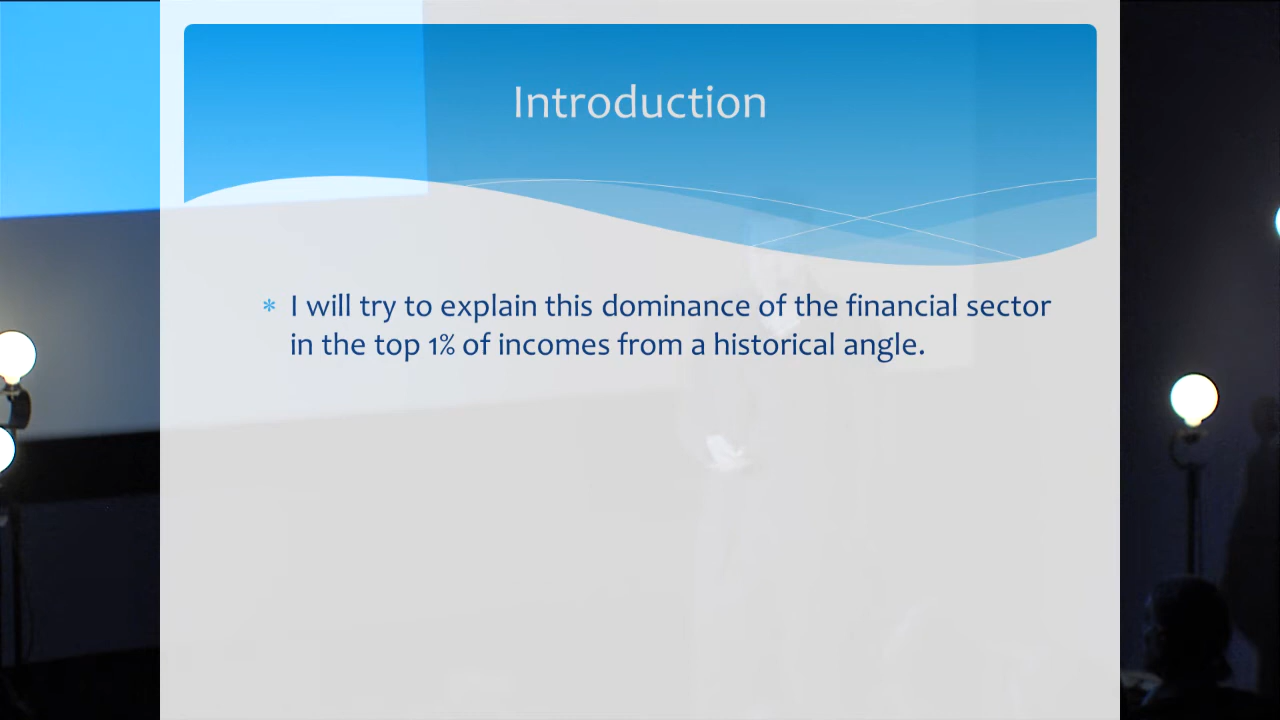 Introduction
* I will try to explain this dominance of the financial sector
in the top 1% of incomes from a historical angle.